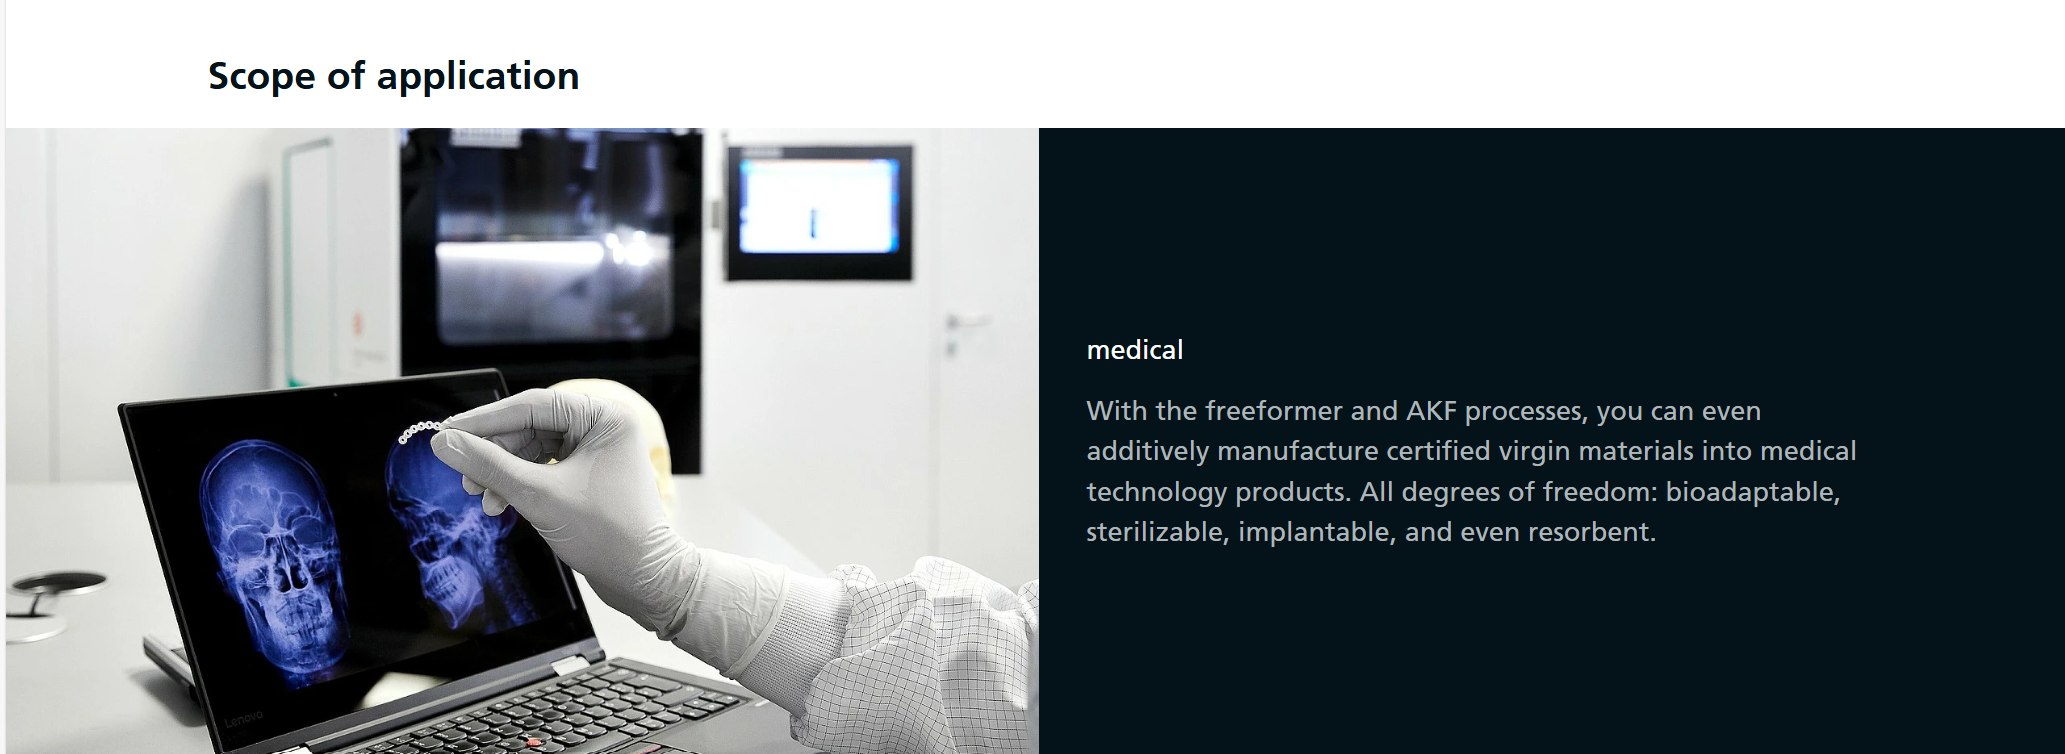 Scope of application
medical
With the freeformer and AKF processes, you can even
additively manufacture certified virgin materials into medical
technology products. All degrees of freedom: bioadaptable,
sterilizable, implantable, and even resorbent.
Lenovo